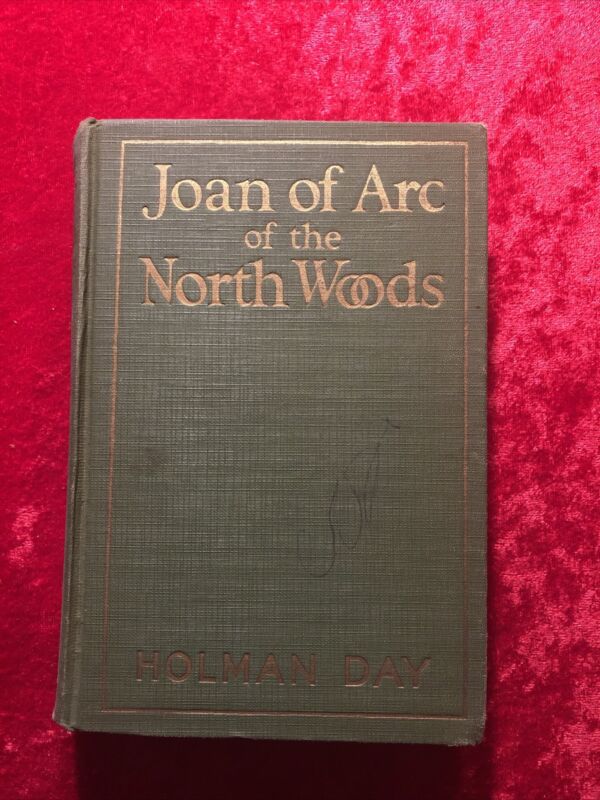 Joan of Arc
of the
North Woods
HOLMAN DAY